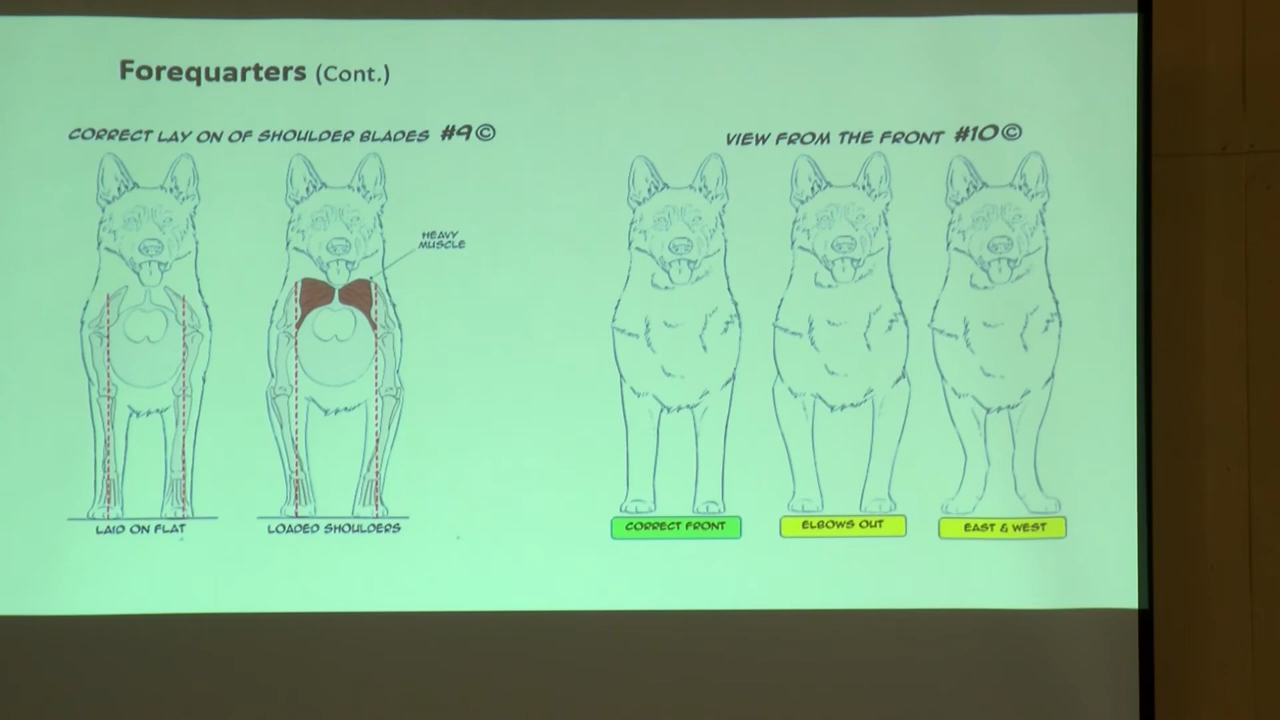 Forequarters (Cont.)
CORRECT LAY ON OF SHOULDER BLADES #9©
HEAVY
MUSCLE
LAID ON FLAT
LOADED SHOULDERS
VIEW FROM THE FRONT #10©
CORRECT FRONT
ELBOWS OUT
EAST & WEST